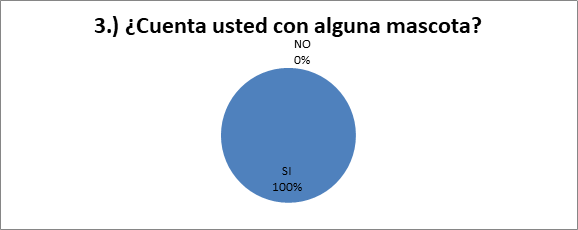 3.) ¿Cuenta usted con alguna mascota?
NO
0%
SI
100%